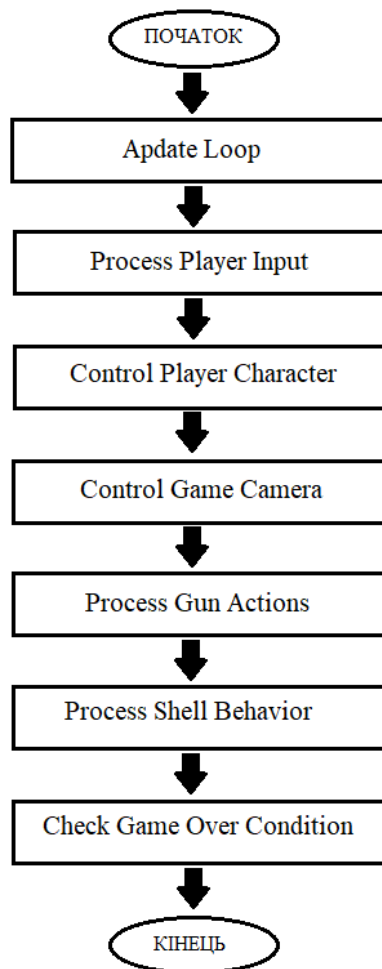 ПОЧАТОК
Apdate Loop
Process Player Input
Control Player Character
Control Game Camera
Process Gun Actions
Process Shell Behavior
Check Game Over Condition
КІНЕЦЬ